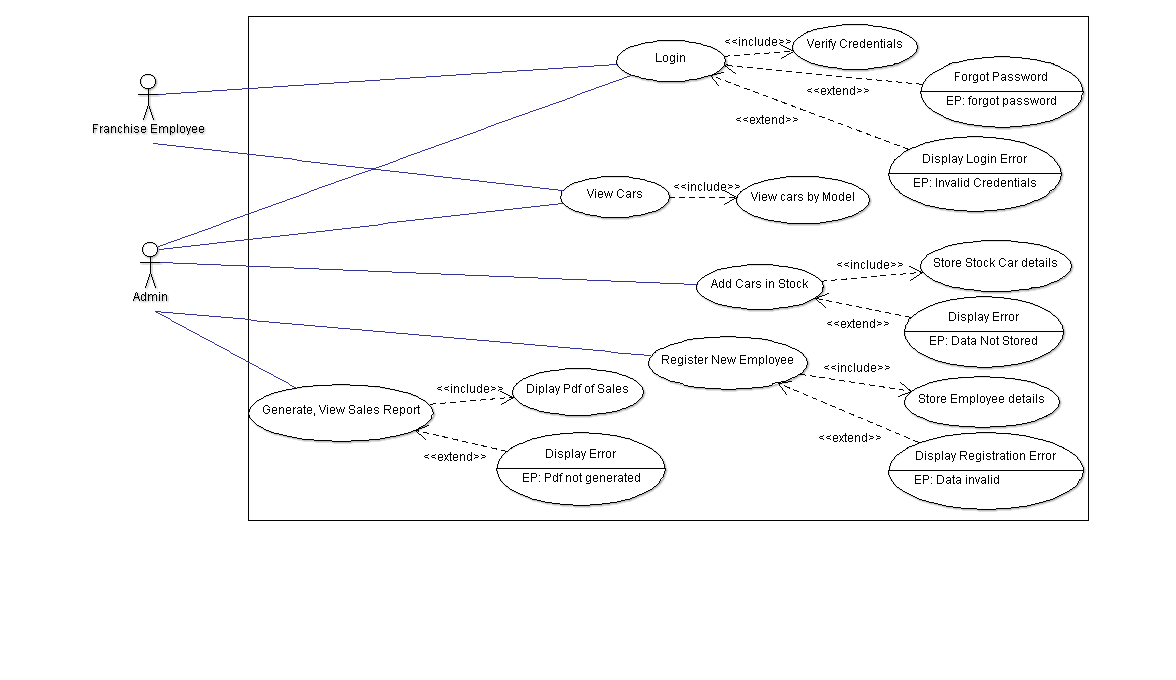 <<include>>
Verify Credentials
Login
Forgot Password
EP: forgot password
<<extend>>
<<extend>>
Franchise Employee
Display Login Error
EP: Invalid Credentials
View Cars
<<include>>
View cars by Model
Admin
Add Cars in Stock
<<include>>
Store Stock Car details
<<extend>>
Display Error
EP: Data Not Stored
Register New Employee
<<include>>
Store Employee details
<<extend>>
Display Registration Error
EP: Data invalid
Generate, View Sales Report
<<include>>
Diplay Pdf of Sales
<<extend>>
Display Error
EP: Pdf not generated